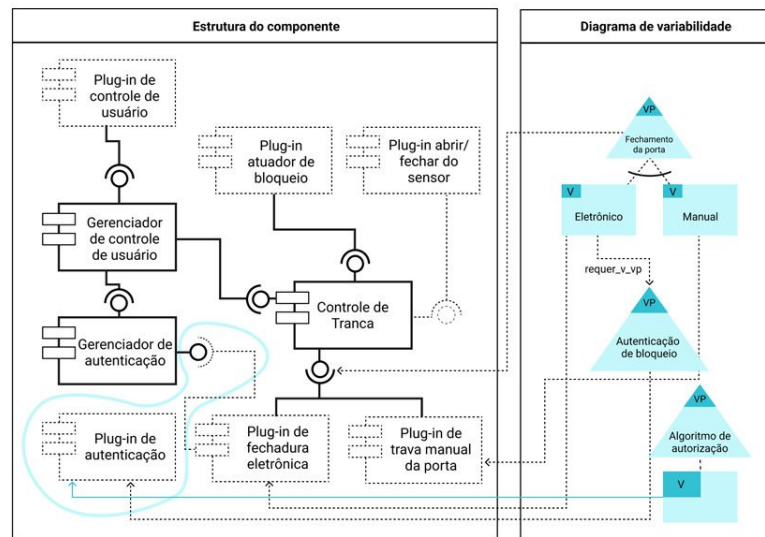 Estrutura do componente
Diagrama de variabilidade
Plug-in de
controle de
usuário
Plug-in
atuador de
bloqueio
Plug-in abrir/
fechar do
sensor
Gerenciador
de controle
de usuário
Controle de
Tranca
Gerenciador de
autenticação
Plug-in de
autenticação
Plug-in de
fechadura
eletrônica
Plug-in de
trava manual
da porta
VP
Fechamento
da porta
V
Eletrônico
V
Manual
requer_v_vp
VP
Autenticação
de bloqueio
VP
Algoritmo de
autorização
V